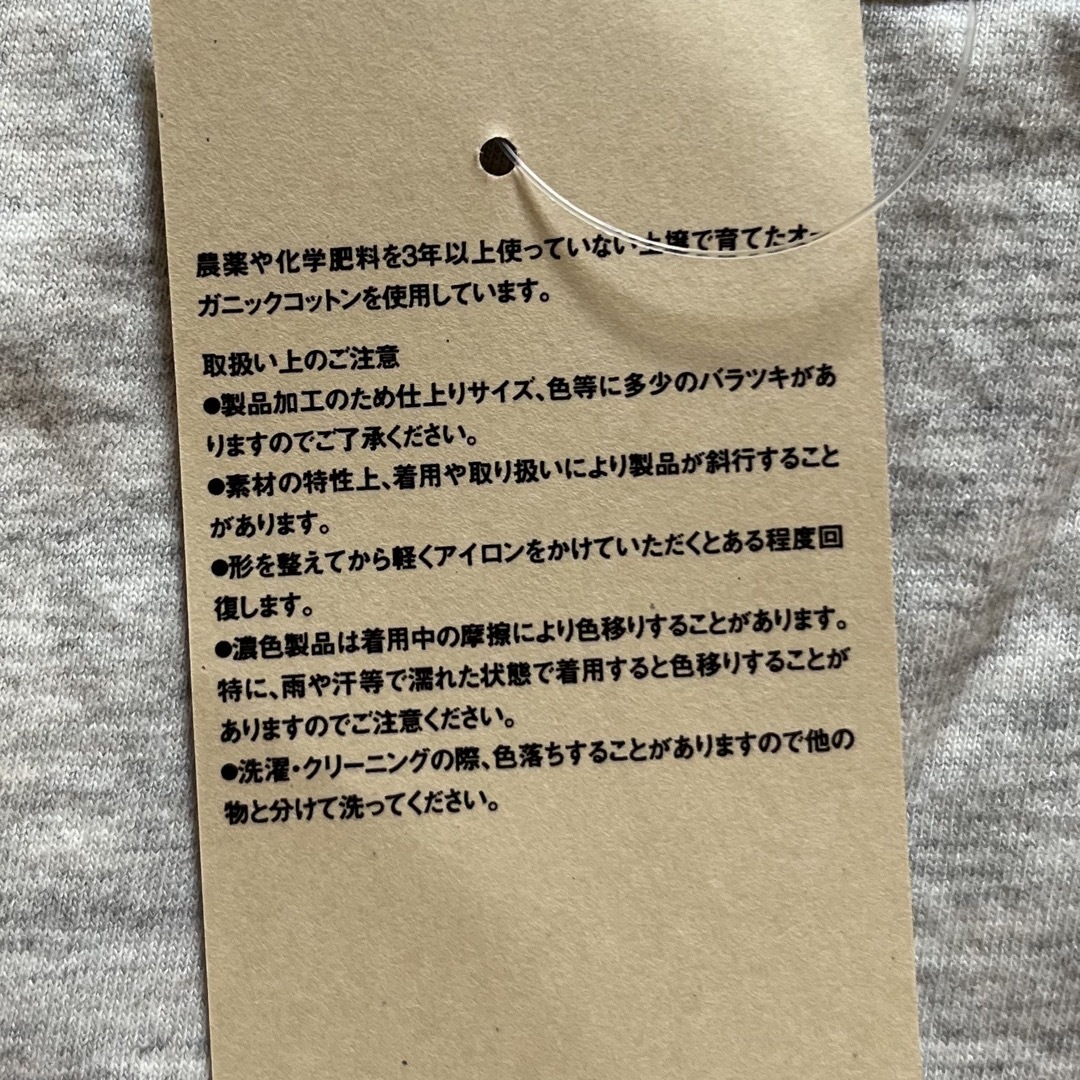 農薬や化学肥料を3年以上使っていない土壌で育てたオー
ガニックコットンを使用しています。
取扱い上のご注意
●製品加工のため仕上りサイズ、色等に多少のバラツキがあ
りますのでご了承ください。
●素材の特性上、着用や取り扱いにより製品が斜行すること
があります。
●形を整えてから軽くアイロンをかけていただくとある程度回
復します。
●濃色製品は着用中の摩擦により色移りすることがあります。
特に、雨や汗等で濡れた状態で着用すると色移りすることが
ありますのでご注意ください。
●洗濯・クリーニングの際、色落ちすることがありますので他の
物と分けて洗ってください。